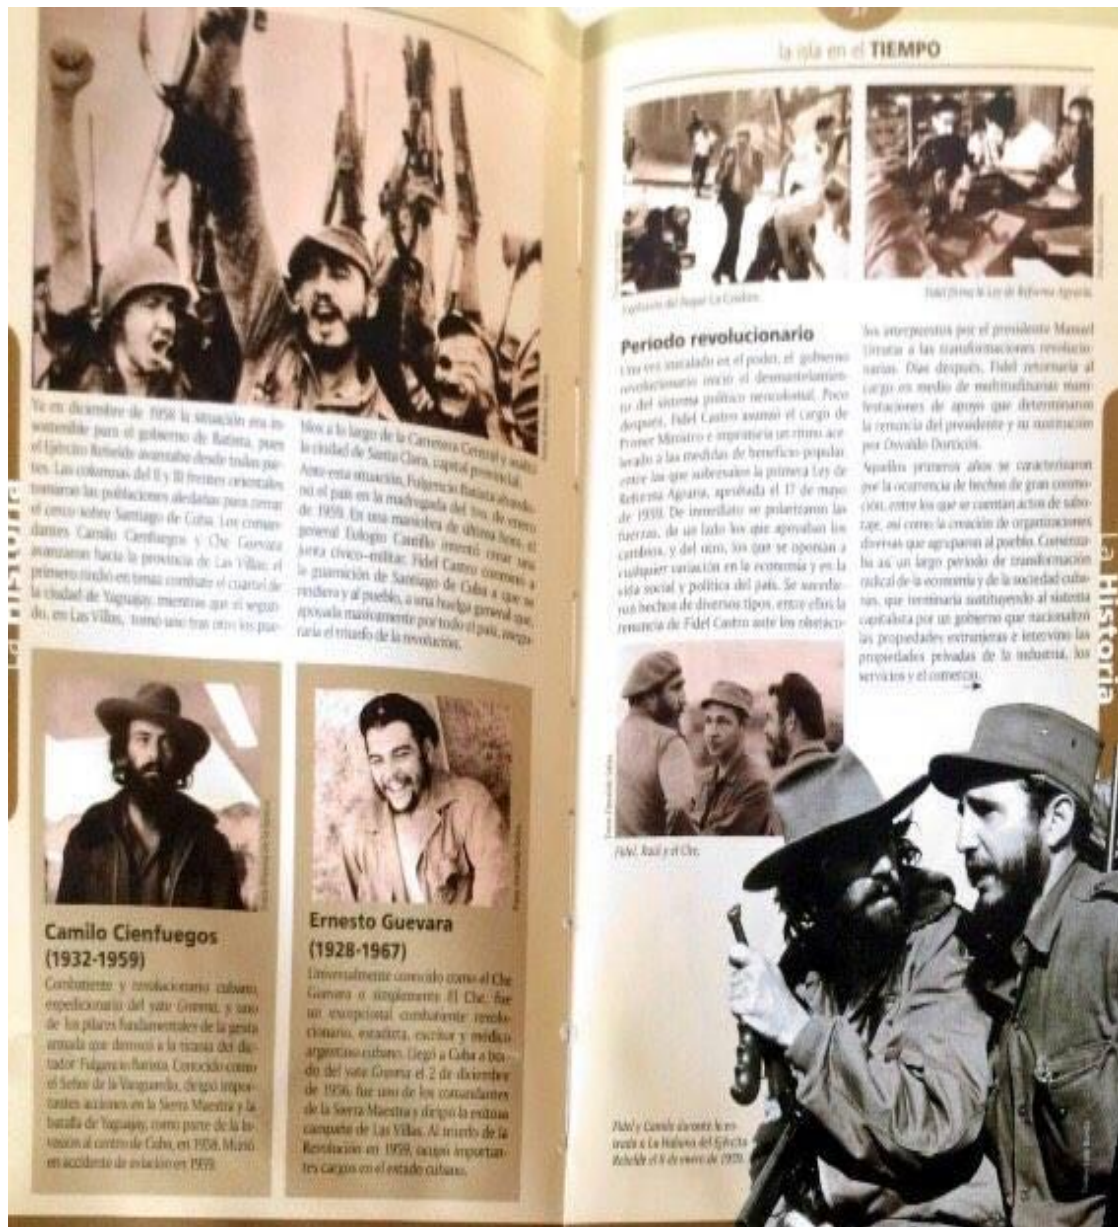 Ya en diciembre de 1958 la situación era in-
sostenible para el gobierno de Batista, pues
el Ejército Rebelde avanzaba desde todas par-
tes. Las columnas del II y III frentes orientales
tomaron las poblaciones aledañas para cerrar
el cerco sobre Santiago de Cuba. Los coman-
dantes Camilo Cienfuegos y Che Guevara
avanzaron hacia la provincia de Las Villas; el
primero rindió en tenaz combate el cuartel de
la ciudad de Yaguajay, mientras que el segun-
do, en Las Villas, tomó uno tras otro los pue-
blos a lo largo de la Carretera Central y asaltó
la ciudad de Santa Clara, capital provincial.
Ante esta situación, Fulgencio Batista abando-
nó el país en la madrugada del 1ro. de enero
de 1959. En una maniobra de última hora, el
general Eulogio Cantillo intentó crear una
junta cívico-militar. Fidel Castro conminó a
la guarnición de Santiago de Cuba a que se
rindiera y al pueblo, a una huelga general que,
apoyada masivamente por todo el país, asegu-
raría el triunfo de la revolución.
Camilo Cienfuegos
(1932-1959)
Combatiente y revolucionario cubano,
expedicionario del yate Granma, y uno
de los pilares fundamentales de la gesta
armada que derrocó a la tiranía del dic-
tador Fulgencio Batista. Conocido como
el Señor de la Vanguardia, dirigió impor-
tantes acciones en la Sierra Maestra y la
batalla de Yaguajay, como parte de la in-
vasión al centro de Cuba, en 1958. Murió
en accidente de aviación en 1959.
Ernesto Guevara
(1928-1967)
Universalmente conocido como el Che
Guevara o simplemente El Che, fue
un excepcional combatiente revolu-
cionario, estadista, escritor y médico
argentino cubano. Llegó a Cuba a bor-
do del yate Granma el 2 de diciembre
de 1956, fue uno de los comandantes
de la Sierra Maestra y dirigió la exitosa
campaña de Las Villas. Al triunfo de la
Revolución en 1959, ocupó importan-
tes cargos en el estado cubano.
la isla en el TIEMPO
Explosión del buque La Coubre.
Fidel firma la Ley de Reforma Agraria.
Período revolucionario
Una vez instalado en el poder, el gobierno
revolucionario inició el desmantelamien-
to del sistema político neocolonial. Poco
después, Fidel Castro asumió el cargo de
Primer Ministro e imprimiría un ritmo ace-
lerado a las medidas de beneficio popular,
entre las que sobresalen la primera Ley de
Reforma Agraria, aprobada el 17 de mayo
de 1959. De inmediato se polarizaron las
fuerzas, de un lado los que apoyaban los
cambios, y del otro, los que se oponían a
cualquier variación en la economía y en la
vida social y política del país. Se sucedie-
ron hechos de diversos tipos, entre ellos la
renuncia de Fidel Castro ante los obstácu-
los interpuestos por el presidente Manuel
Urrutia a las transformaciones revolucio-
narias. Días después, Fidel retornaría al
cargo en medio de multitudinarias mani-
festaciones de apoyo que determinaron
la renuncia del presidente y su sustitución
por Osvaldo Dorticós.
Aquellos primeros años se caracterizaron
por la ocurrencia de hechos de gran conmo-
ción, entre los que se cuentan actos de sabo-
taje, así como la creación de organizaciones
diversas que agruparon al pueblo. Comenza-
ba así un largo período de transformación
radical de la economía y de la sociedad cuba-
nas, que terminaría sustituyendo al sistema
capitalista por un gobierno que nacionalizó
las propiedades extranjeras e intervino las
propiedades privadas de la industria, los
servicios y el comercio.
Fidel, Raúl y el Che.
Fidel y Camilo durante la en-
trada a La Habana del Ejército
Rebelde el 8 de enero de 1959.
la historia
la historia